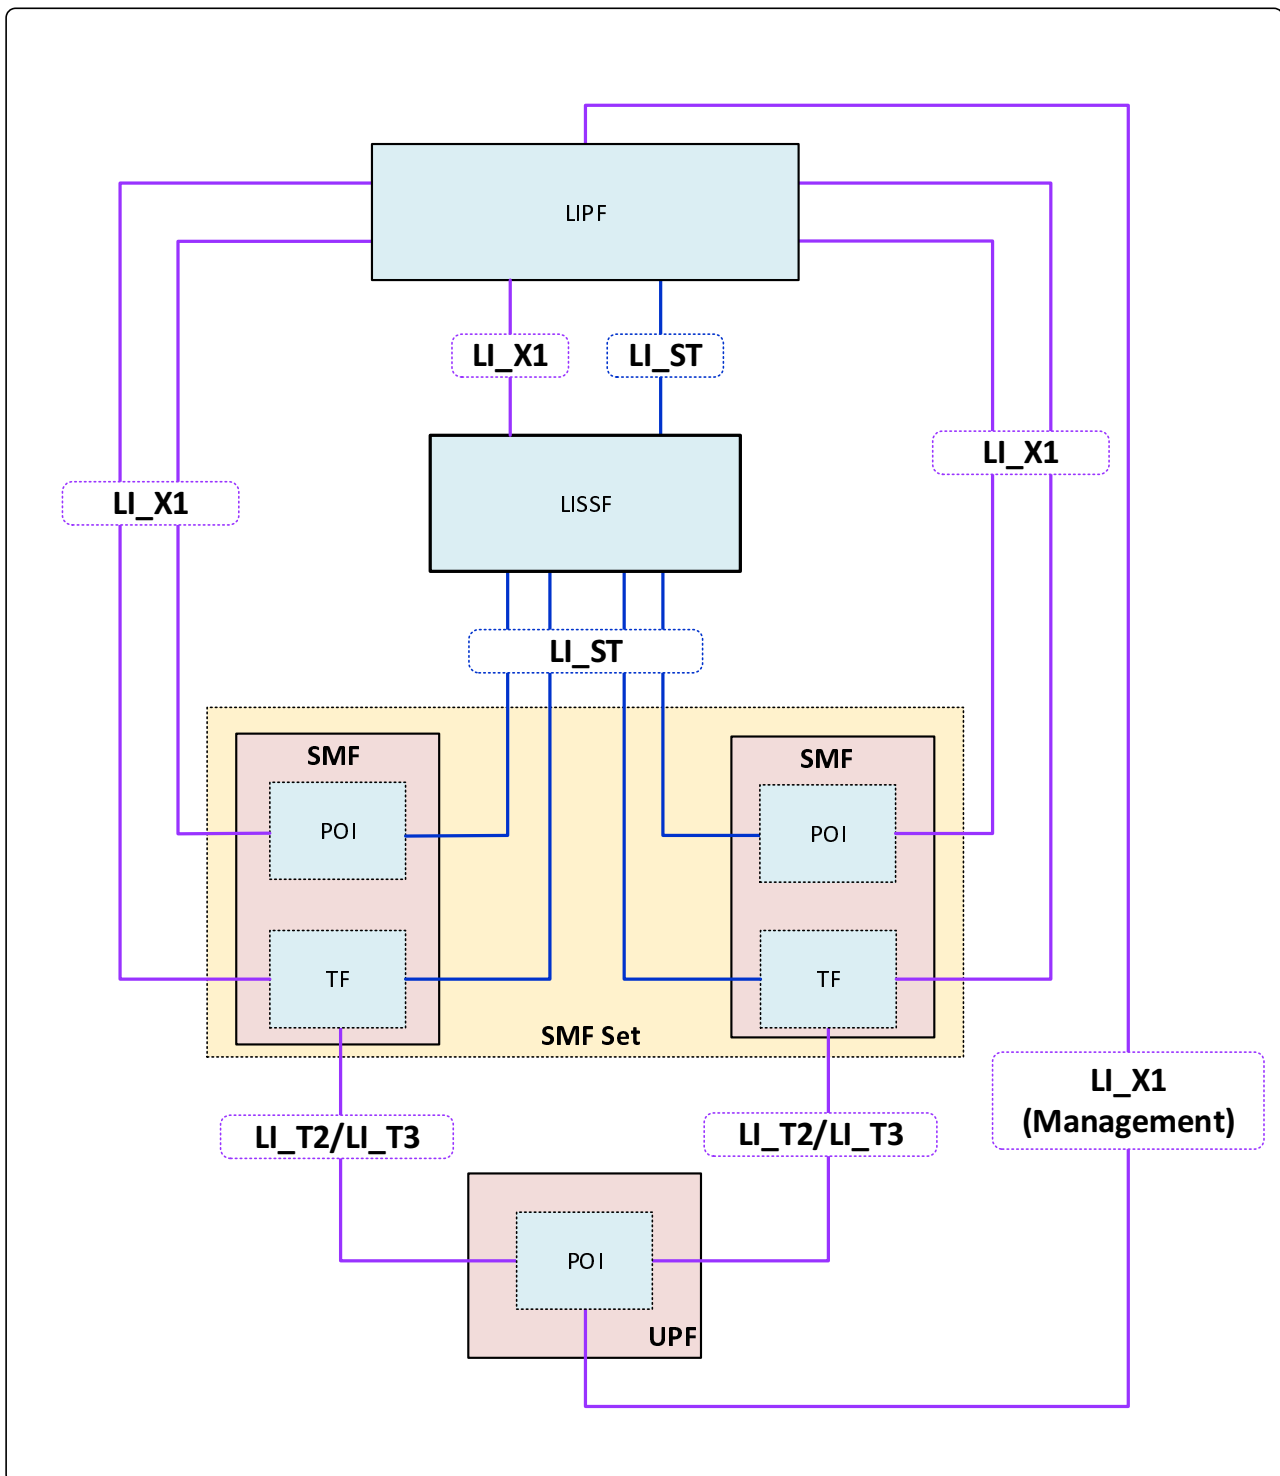 LIPF
LI_X1
LI_ST
LI_X1
LI_X1
LISSF
LI_ST
SMF
SMF
POI
POI
TF
TF
SMF Set
LI_X1
(Management)
LI_T2/LI_T3
LI_T2/LI_T3
POI
UPF